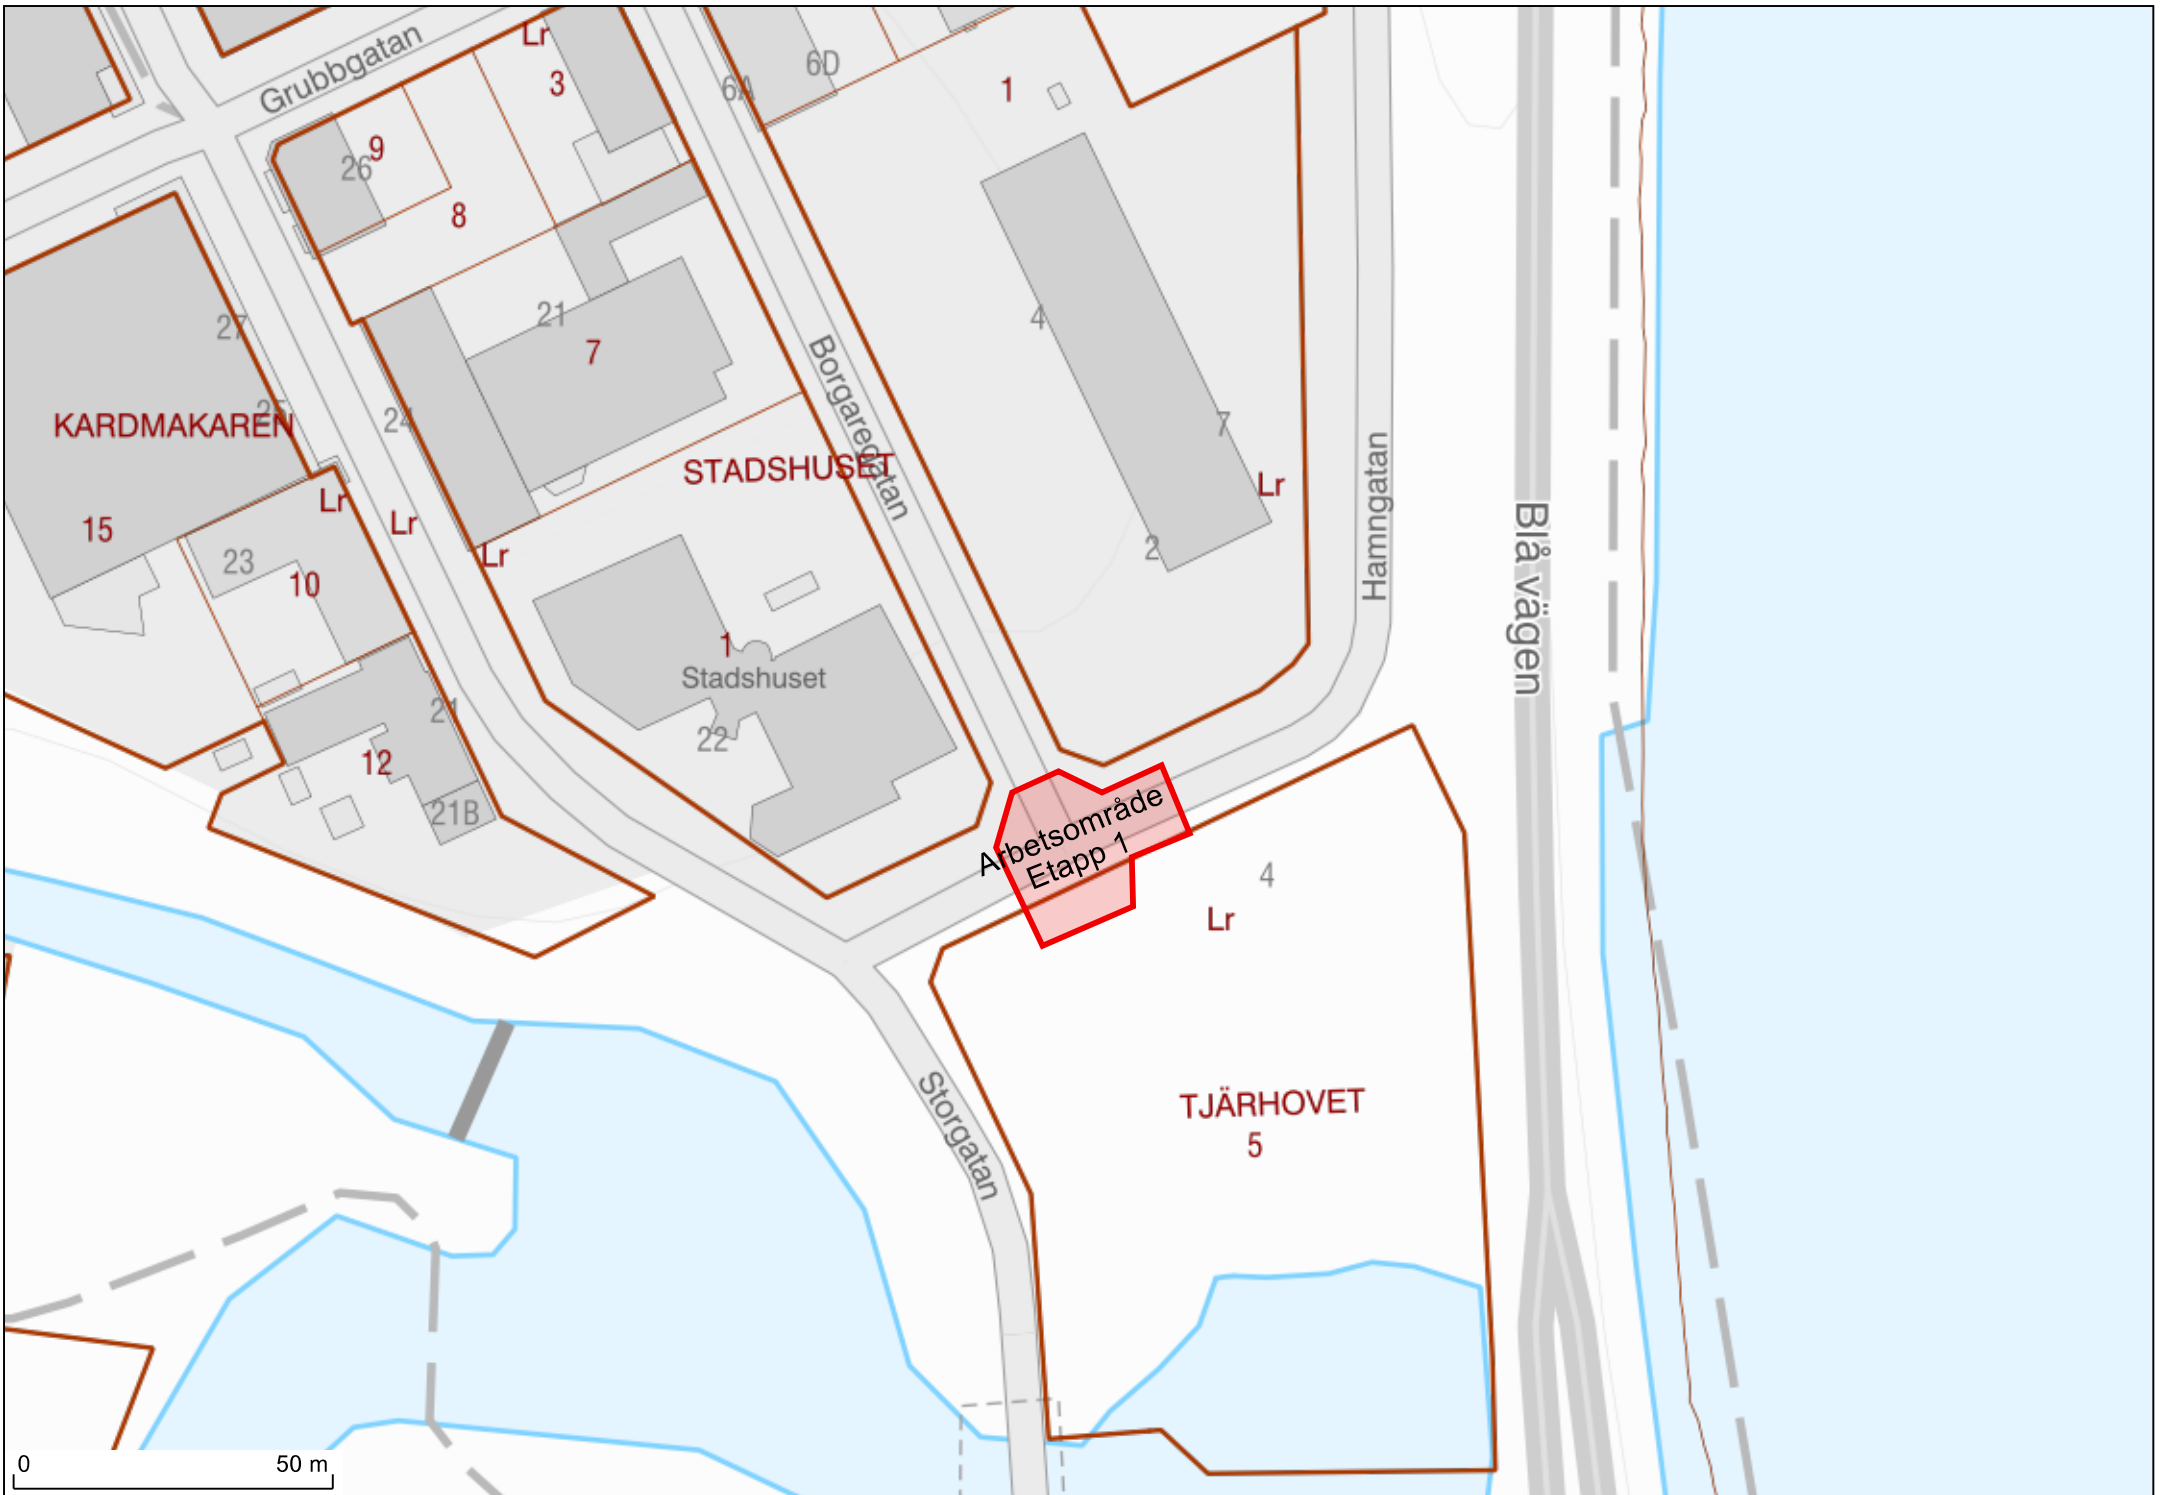 Grubbgatan
Lr
3
6A
6D
1
9
26
8
27
21
7
4
24
25
KARDMAKAREN
Borgaregatan
STADSHUSET
7
Lr
Hamngatan
Blå vägen
Lr
Lr
Lr
15
23
10
2
1
Stadshuset
22
21
12
21B
Arbetsområde
Etapp 1
4
Lr
Storgatan
TJÄRHOVET
5
0
50 m